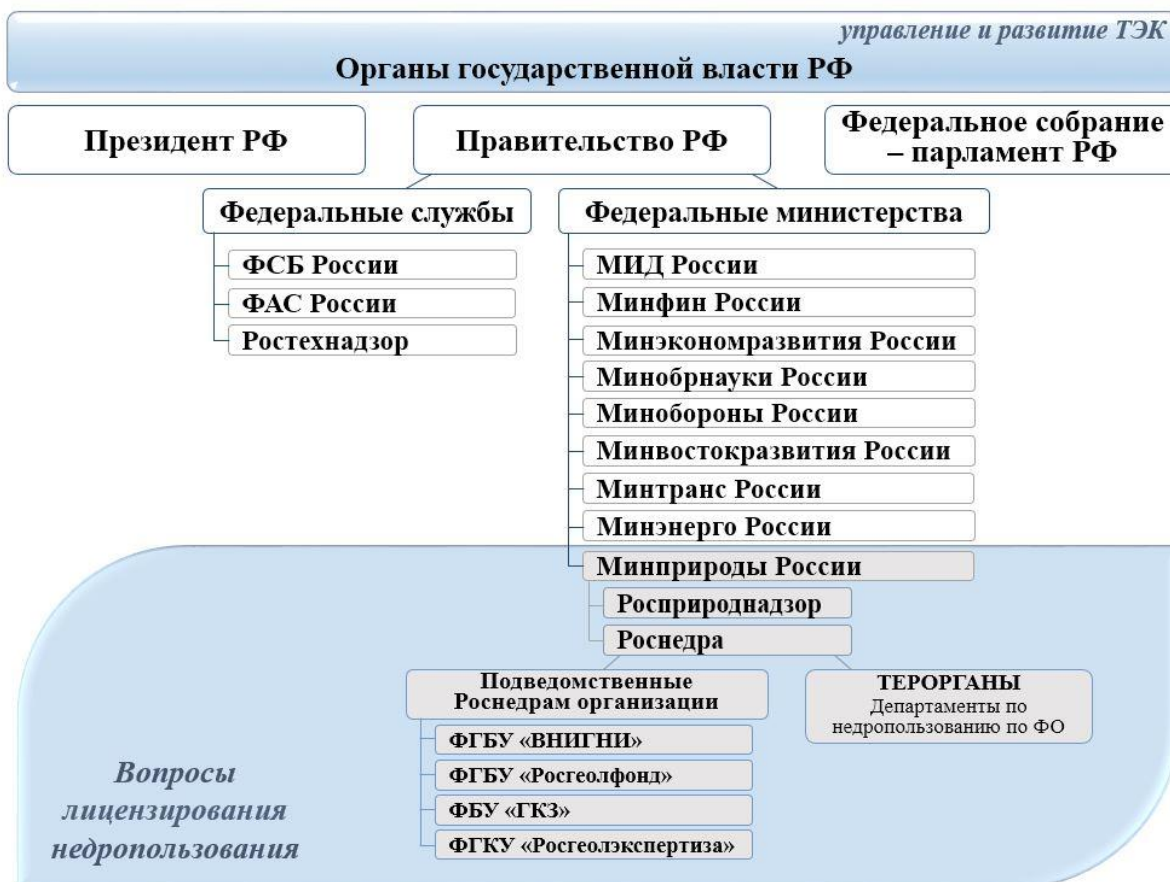 управление и развитие ТЭК
Органы государственной власти РФ
Президент РФ
Правительство РФ
Федеральное собрание
– парламент РФ
Федеральные службы
ФСБ России
ФАС России
Ростехнадзор
Федеральные министерства
МИД России
Минфин России
Минэкономразвития России
Минобрнауки России
Минобороны России
Минвостокразвития России
Минтранс России
Минэнерго России
Минприроды России
Росприроднадзор
Роснедра
Подведомственные
Роснедрам организации
ФГБУ «ВНИГНИ»
ФГБУ «Росгеолфонд»
ФБУ «ГКЗ»
ФГКУ «Росгеолэкспертиза»
ТЕРОРГАНЫ
Департаменты по
недропользованию по ФО
Вопросы
лицензирования
недропользования